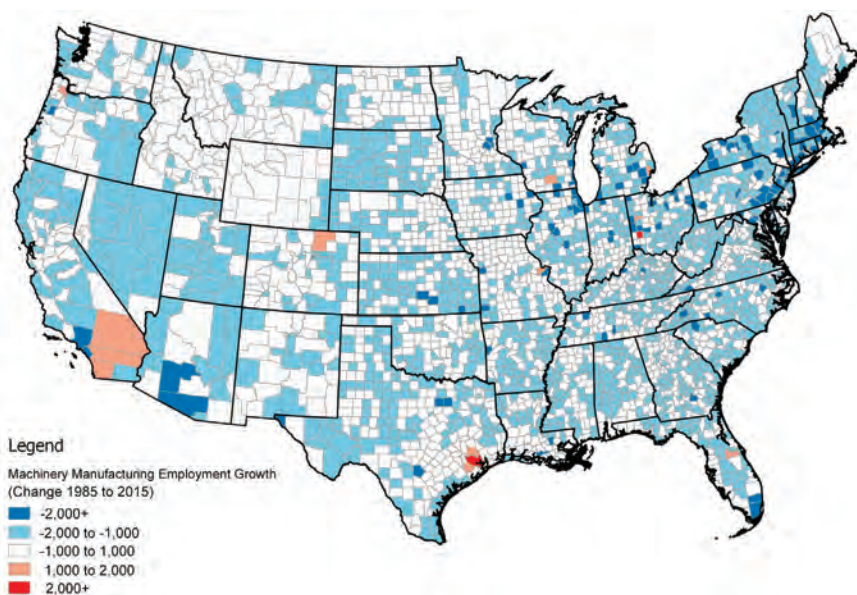 Legend
Machinery Manufacturing Employment Growth
(Change 1985 to 2015)
-2,000+
-2,000 to -1,000
-1,000 to 1,000
1,000 to 2,000
2,000+